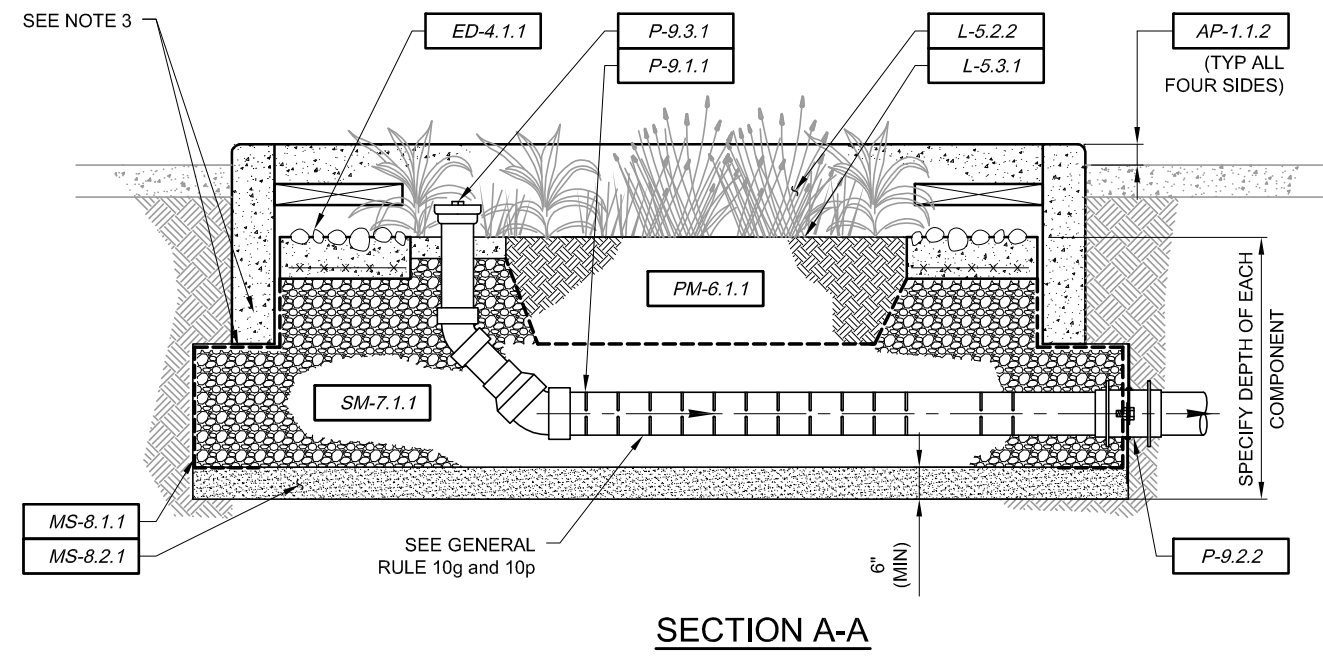 SEE NOTE 3
ED-4.1.1
P-9.3.1
P-9.1.1
L-5.2.2
L-5.3.1
AP-1.1.2
(TYP ALL
FOUR SIDES)
PM-6.1.1
SM-7.1.1
SPECIFY DEPTH OF EACH
COMPONENT
MS-8.1.1
MS-8.2.1
SEE GENERAL
RULE 10g and 10p
6"
(MIN)
P-9.2.2
SECTION A-A